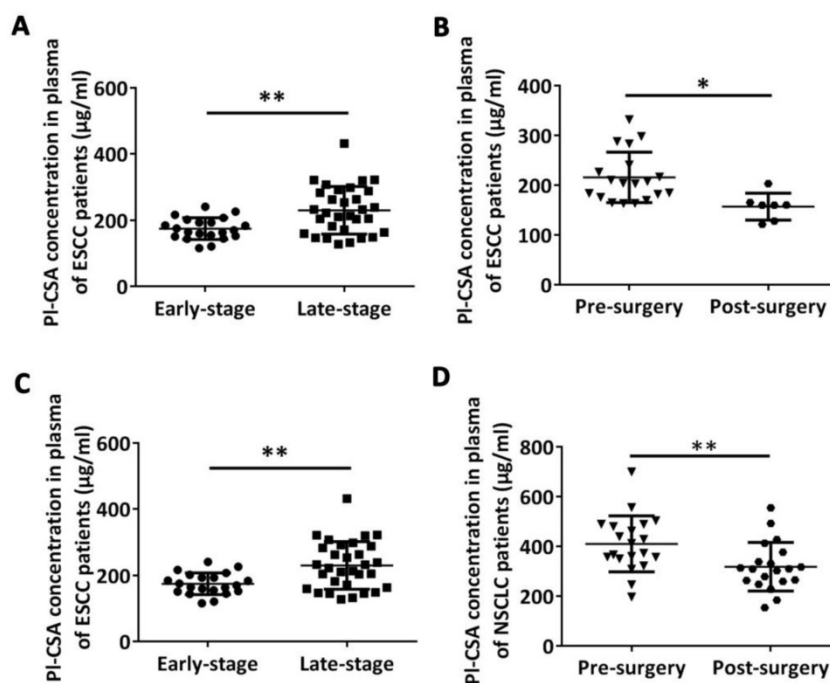 A
PI-CSA concentration in plasma
of ESCC patients (µg/ml)
600
400
200
0
**
Early-stage
Late-stage
B
PI-CSA concentration in plasma
of ESCC patients (µg/ml)
400
300
200
100
0
*
Pre-surgery
Post-surgery
C
PI-CSA concentration in plasma
of ESCC patients (µg/ml)
600
400
200
0
**
Early-stage
Late-stage
D
PI-CSA concentration in plasma
of NSCLC patients (µg/ml)
800
600
400
200
0
**
Pre-surgery
Post-surgery